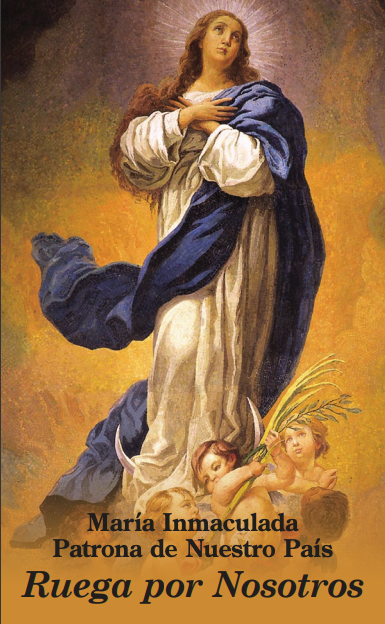 María Inmaculada
Patrona de Nuestro País
Ruega por Nosotros